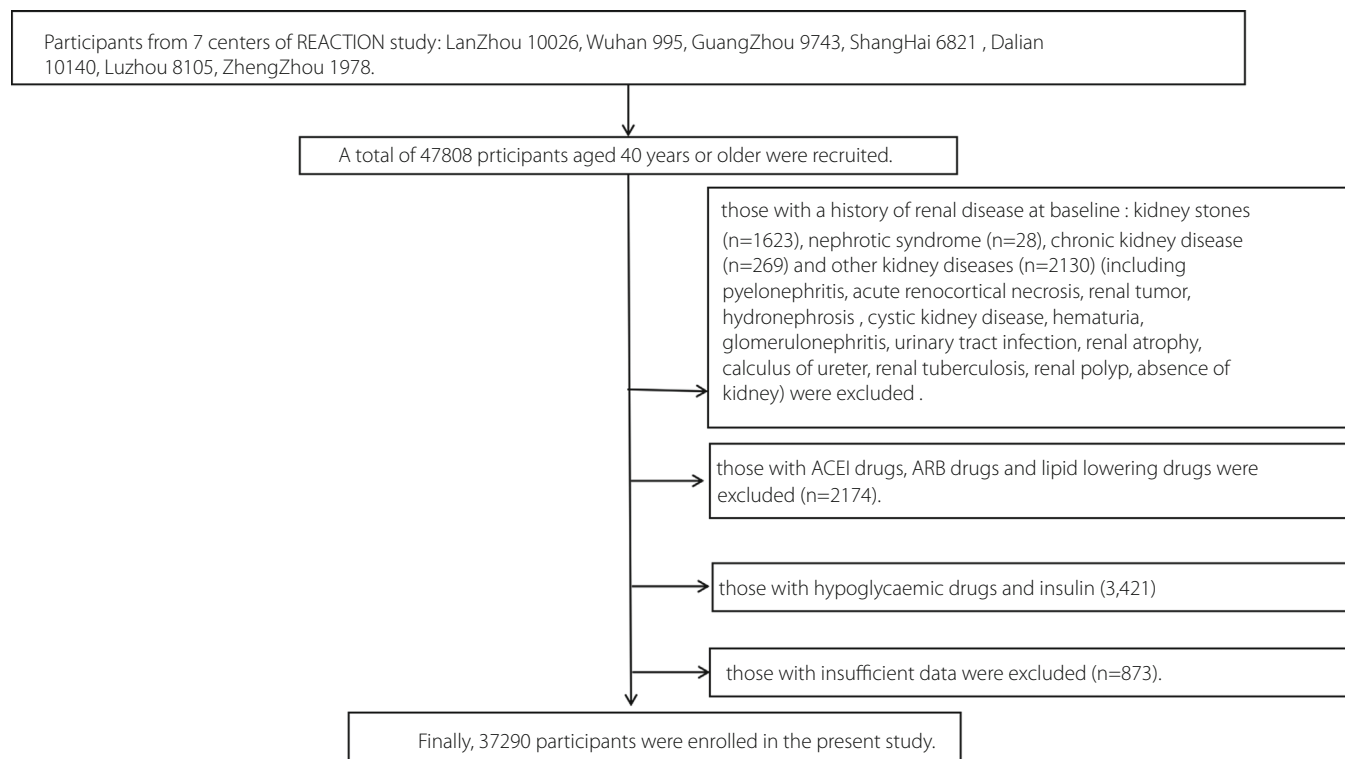 Participants from 7 centers of REACTION study: LanZhou 10026, Wuhan 995, GuangZhou 9743, ShangHai 6821 , Dalian
10140, Luzhou 8105, ZhengZhou 1978.
A total of 47808 prticipants aged 40 years or older were recruited.
those with a history of renal disease at baseline : kidney stones
(n=1623), nephrotic syndrome (n=28), chronic kidney disease
(n=269) and other kidney diseases (n=2130) (including
pyelonephritis, acute renocortical necrosis, renal tumor,
hydronephrosis , cystic kidney disease, hematuria,
glomerulonephritis, urinary tract infection, renal atrophy,
calculus of ureter, renal tuberculosis, renal polyp, absence of
kidney) were excluded .
those with ACEI drugs, ARB drugs and lipid lowering drugs were
excluded (n=2174).
those with hypoglycaemic drugs and insulin (3,421)
those with insufficient data were excluded (n=873).
Finally, 37290 participants were enrolled in the present study.